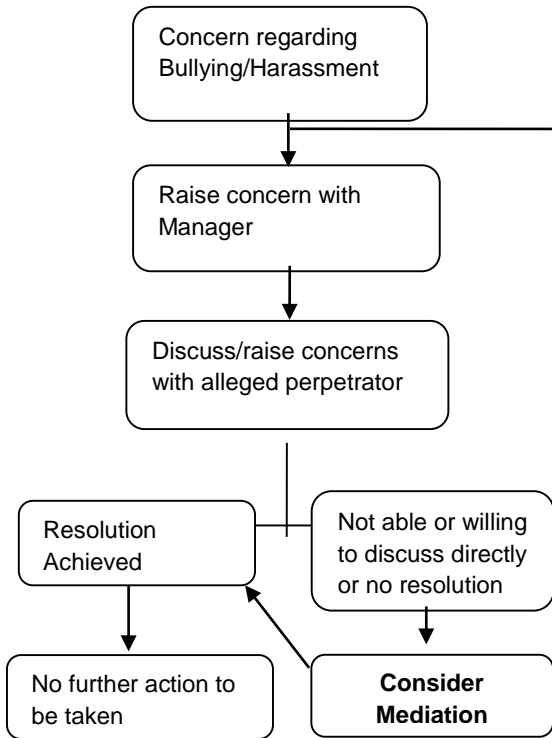 Concern regarding
Bullying/Harassment
Raise concern with
Manager
Discuss/raise concerns
with alleged perpetrator
Resolution
Achieved
Not able or willing
to discuss directly
or no resolution
No further action to
be taken
Consider
Mediation